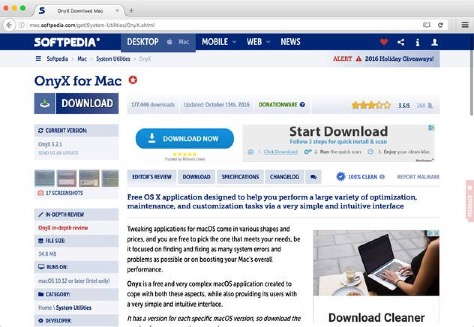 OnyX Download Mac
mac.softpedia.com/get/System-Utilities/OnyX.shtml
SOFTPEDIA®
DESKTOP
Mac
MOBILE
WEB
NEWS
Softpedia > Mac > System Utilities > OnyX
ALERT
2016 Holiday Giveaways!
OnyX for Mac
DOWNLOAD
downloads
Updated: October 13th, 2016
DONATIONWARE
3.5/5
CURRENT VERSION:
OnyX 3.2.1
SEND US AN UPDATE
17 SCREENSHOTS
IN-DEPTH REVIEW
OnyX in-depth review
FILE SIZE:
34.8 MB
RUNS ON:
macOS 10.12 or later (Intel only)
CATEGORY:
Home \ System Utilities
DEVELOPER:
DOWNLOAD NOW
Trusted by Millions Users
Start Download
Follow 3 steps for quick install & scan
1. Click Download!
2. Run the quick scan
3. Enjoy your clean Mac
EDITOR'S REVIEW
DOWNLOAD
SPECIFICATIONS
CHANGELOG
100% CLEAN
REPORT MALWARE
Free OS X application designed to help you perform a large variety of optimization,
maintenance, and customization tasks via a very simple and intuitive interface
Tweaking applications for macOS come in various shapes and
prices, and you are free to pick the one that meets your needs, be
it focused on finding and fixing as many system errors and
problems as possible or on boosting your Mac's overall
performance.
Onyx is a free and very complex macOS application created to
cope with both these aspects, while also providing its users with
a very simple and intuitive interface.
It has a version for each specific macOS version, so download the
Download Cleaner